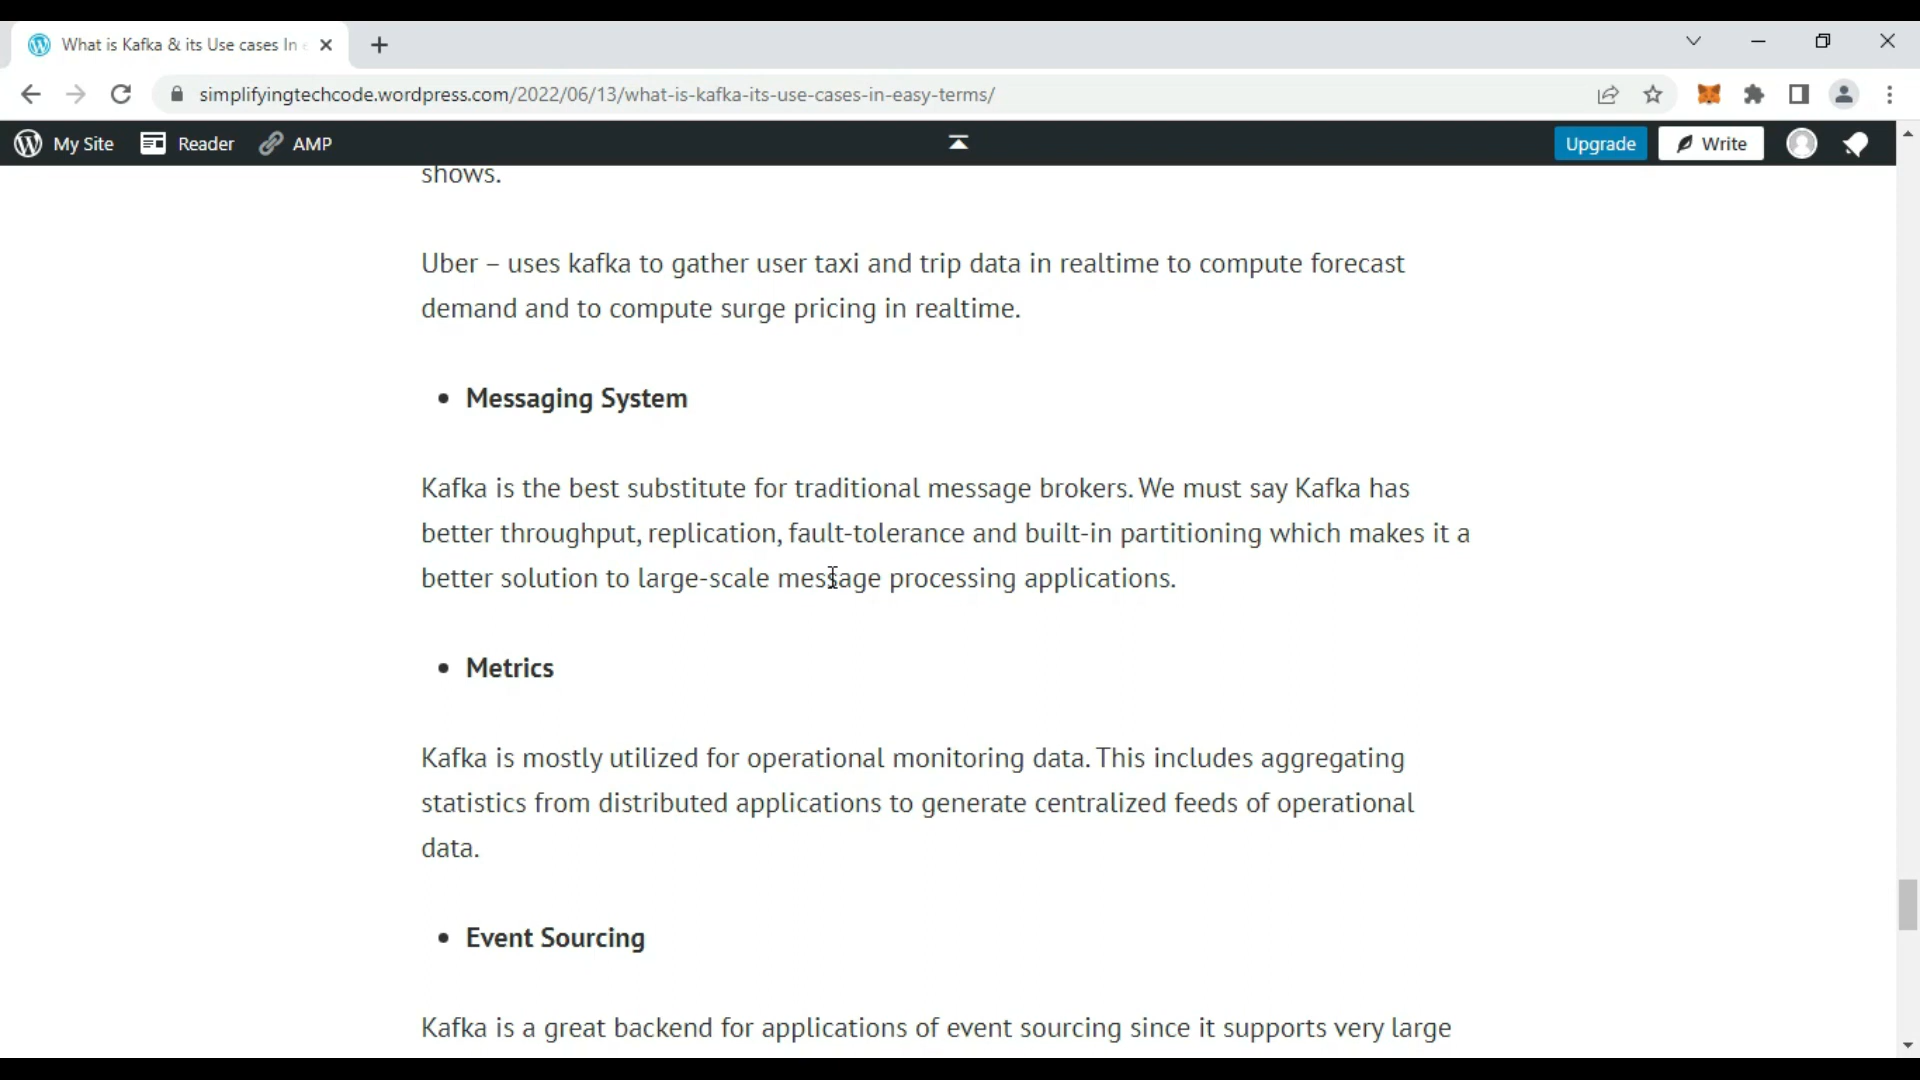 What is Kafka & its Use cases In
simplifyingtechcode.wordpress.com/2022/06/13/what-is-kafka-its-use-cases-in-easy-terms/
My Site Reader AMP Upgrade Write
shows.
Uber – uses kafka to gather user taxi and trip data in realtime to compute forecast
demand and to compute surge pricing in realtime.
• Messaging System
Kafka is the best substitute for traditional message brokers. We must say Kafka has
better throughput, replication, fault-tolerance and built-in partitioning which makes it a
better solution to large-scale message processing applications.
• Metrics
Kafka is mostly utilized for operational monitoring data. This includes aggregating
statistics from distributed applications to generate centralized feeds of operational
data.
• Event Sourcing
Kafka is a great backend for applications of event sourcing since it supports very large